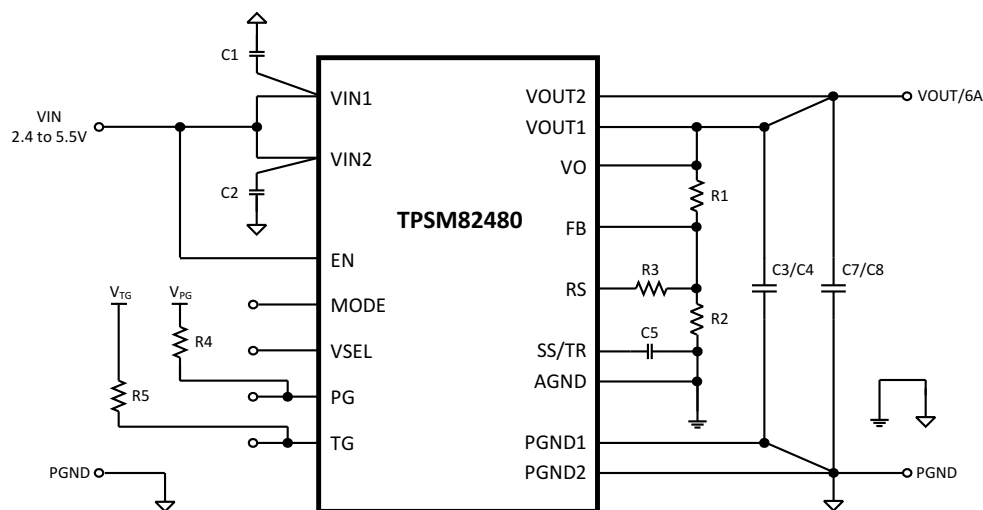 C1
VIN
2.4 to 5.5V
C2
VIN1
VIN2
EN
MODE
VSEL
PG
TG
V_TG
V_PG
R4
R5
PGND
TPSM82480
VOUT2
VOUT1
VO
FB
RS
SS/TR
AGND
PGND1
PGND2
R1
R3
R2
C5
C3/C4
C7/C8
VOUT/6A
PGND